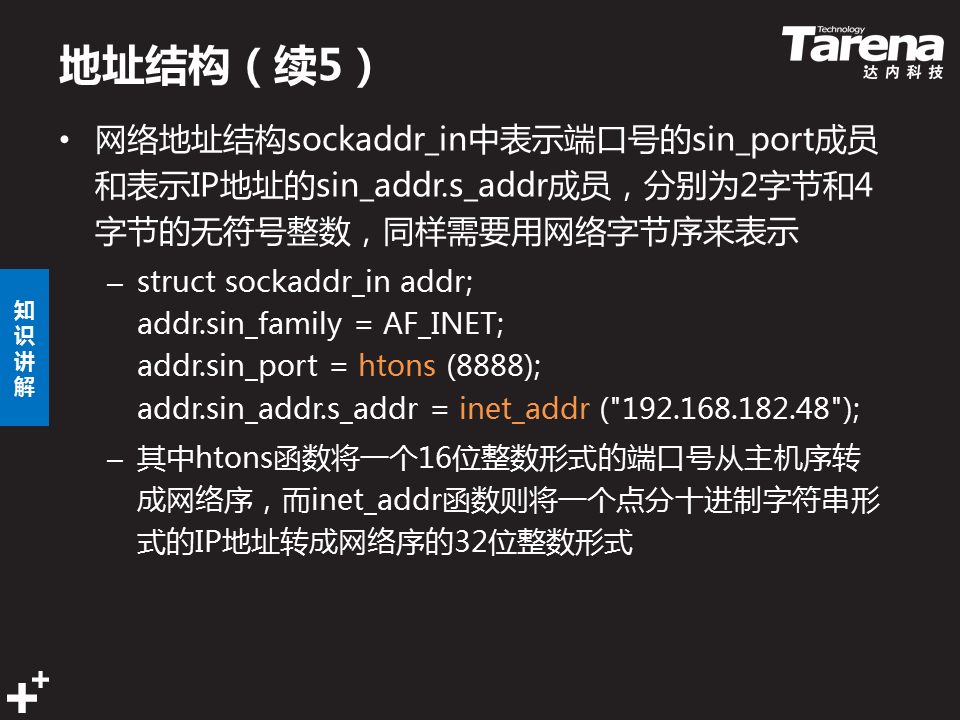 地址结构（续5）
Technology
Tarena
达内科技
• 网络地址结构sockaddr_in中表示端口号的sin_port成员
和表示IP地址的sin_addr.s_addr成员，分别为2字节和4
字节的无符号整数，同样需要用网络字节序来表示
– struct sockaddr_in addr;
addr.sin_family = AF_INET;
addr.sin_port = htons (8888);
addr.sin_addr.s_addr = inet_addr ("192.168.182.48");
– 其中htons函数将一个16位整数形式的端口号从主机序转
成网络序，而inet_addr函数则将一个点分十进制字符串形
式的IP地址转成网络序的32位整数形式
知
识
讲
解